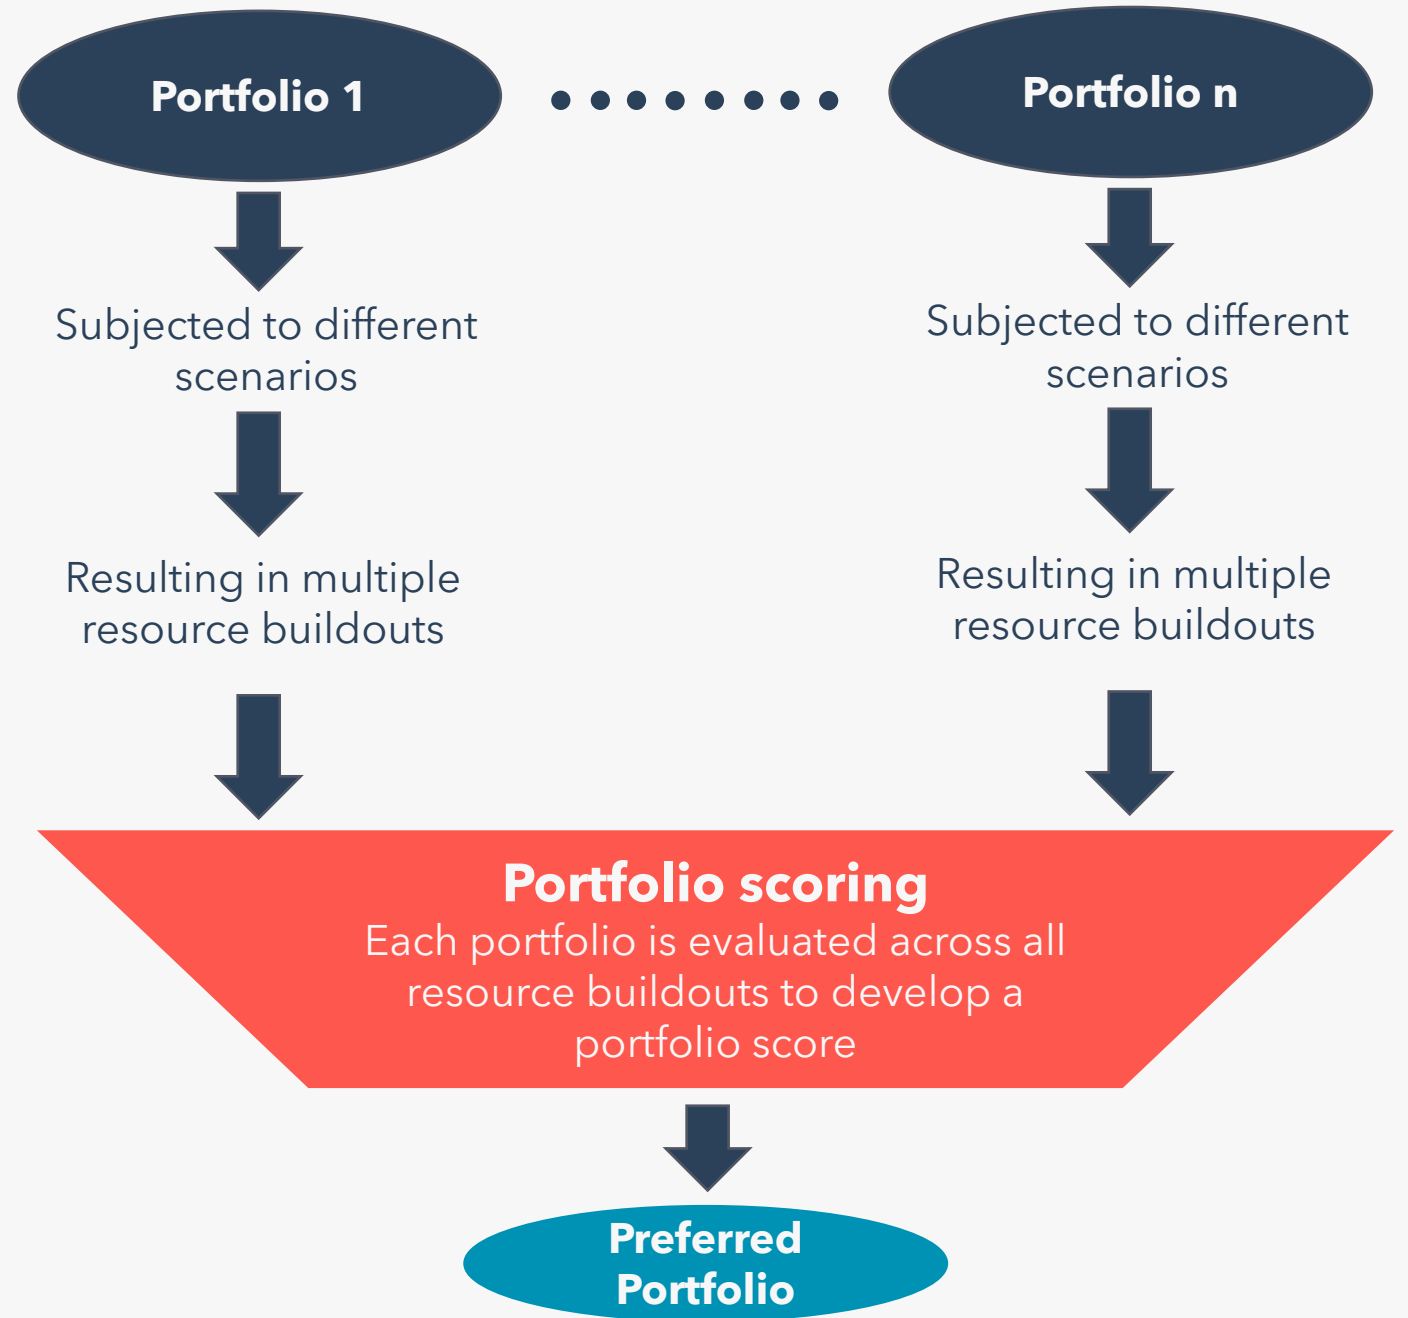 Portfolio 1
Portfolio n
Subjected to different
scenarios
Subjected to different
scenarios
Resulting in multiple
resource buildouts
Resulting in multiple
resource buildouts
Portfolio scoring
Each portfolio is evaluated across all
resource buildouts to develop a
portfolio score
Preferred
Portfolio